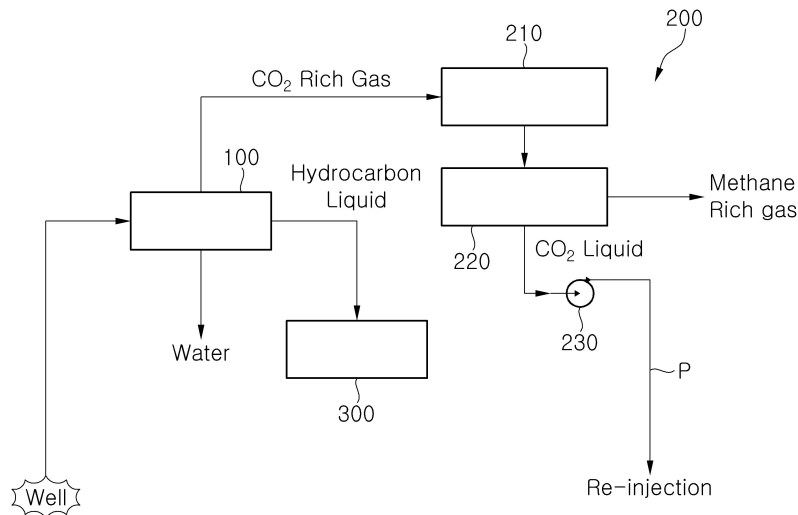 200
210
CO₂ Rich Gas
100
Hydrocarbon
Liquid
Methane
Rich gas
220
CO₂ Liquid
230
Water
300
P
Re-injection
Well